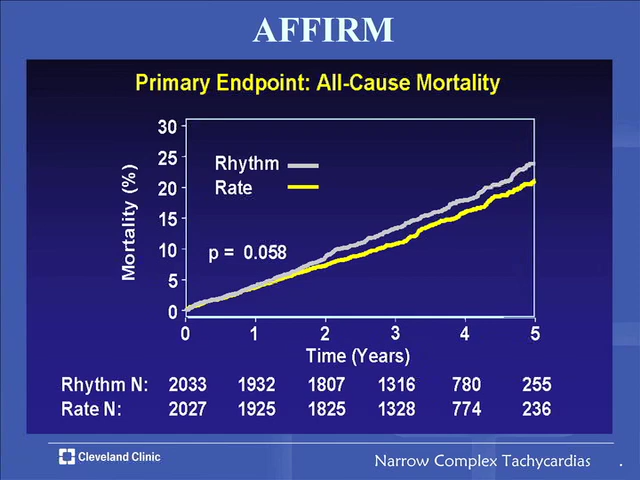 AFFIRM
Primary Endpoint: All-Cause Mortality
Mortality (%)
30
25
20
15
10
5
0
Rhythm
Rate
p = 0.058
0 1 2 3 4 5
Time (Years)
Rhythm N: 2033 1932 1807 1316 780 255
Rate N: 2027 1925 1825 1328 774 236
Cleveland Clinic
Narrow Complex Tachycardias .